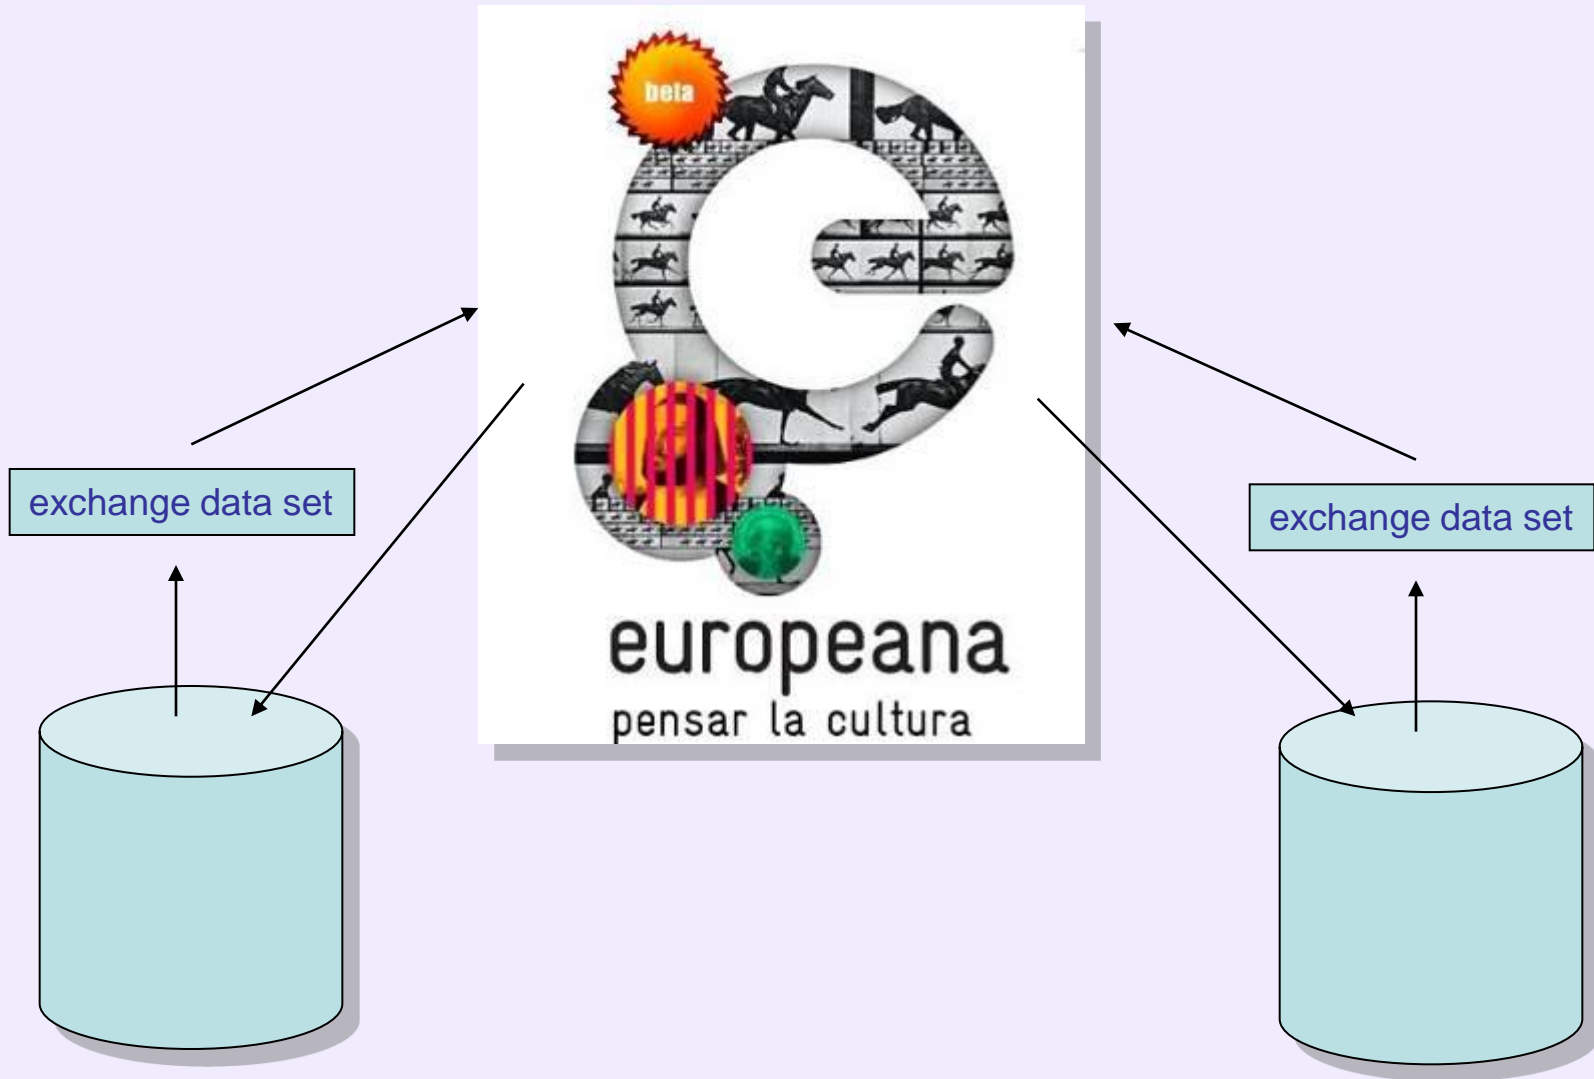 beta
exchange data set
exchange data set
europeana
pensar la cultura